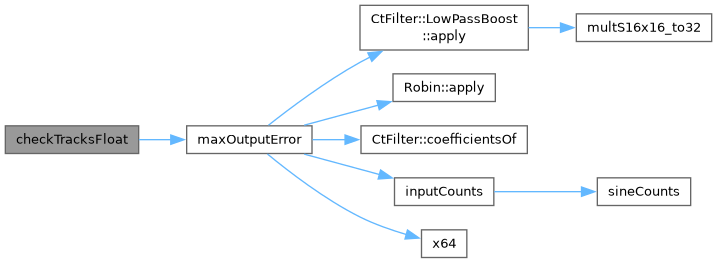 checkTracksFloat
maxOutputError
CtFilter::LowPassBoost
::apply
multS16x16_to32
Robin::apply
CtFilter::coefficientsOf
inputCounts
sineCounts
x64